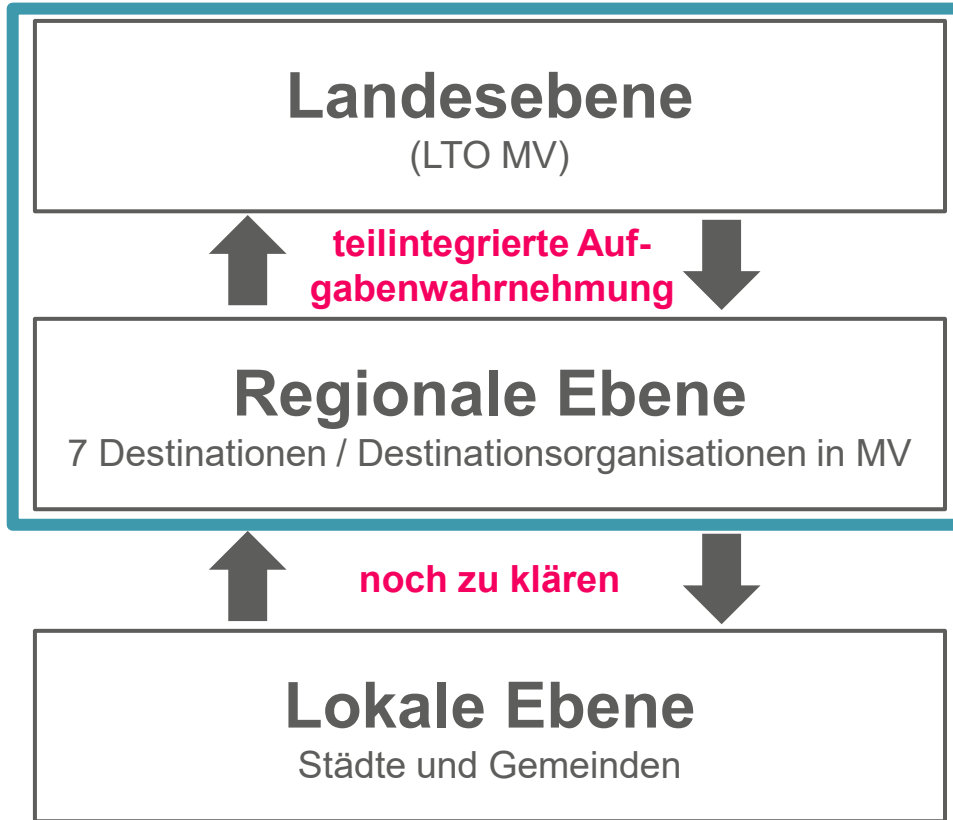 Landesebene
(LTO MV)
teilintegrierte Auf-
gabenwahrnehmung
Regionale Ebene
7 Destinationen / Destinationsorganisationen in MV
noch zu klären
Lokale Ebene
Städte und Gemeinden